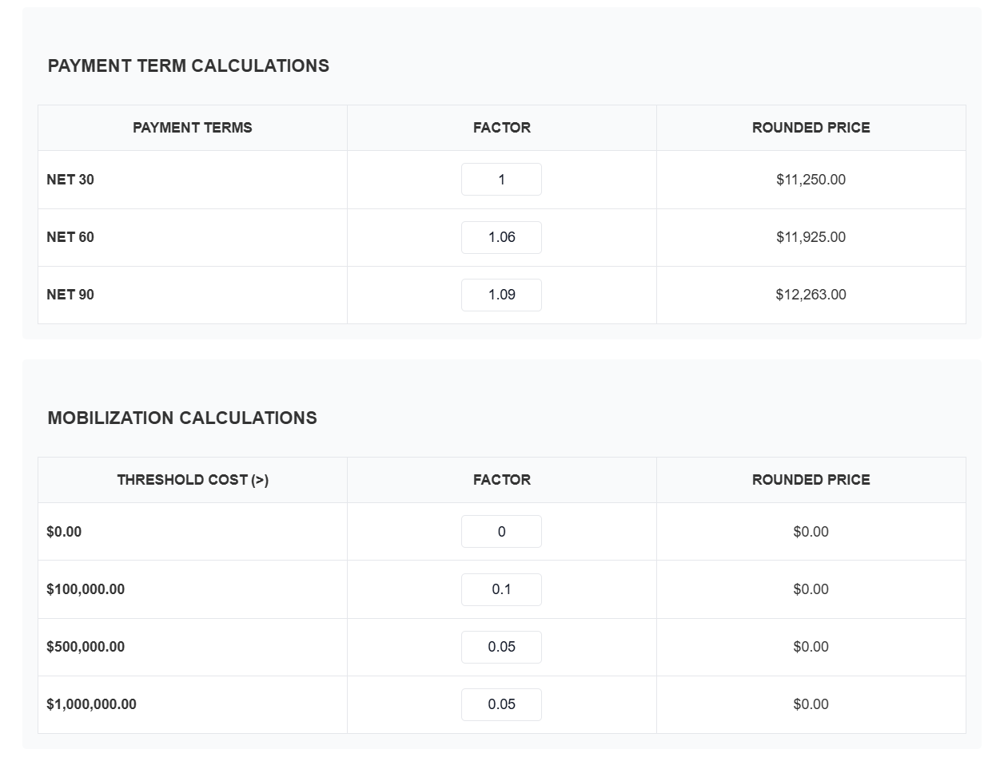 PAYMENT TERM CALCULATIONS
PAYMENT TERMS FACTOR ROUNDED PRICE
NET 30 1 $11,250.00
NET 60 1.06 $11,925.00
NET 90 1.09 $12,263.00
MOBILIZATION CALCULATIONS
THRESHOLD COST (>) FACTOR ROUNDED PRICE
$0.00 0 $0.00
$100,000.00 0.1 $0.00
$500,000.00 0.05 $0.00
$1,000,000.00 0.05 $0.00